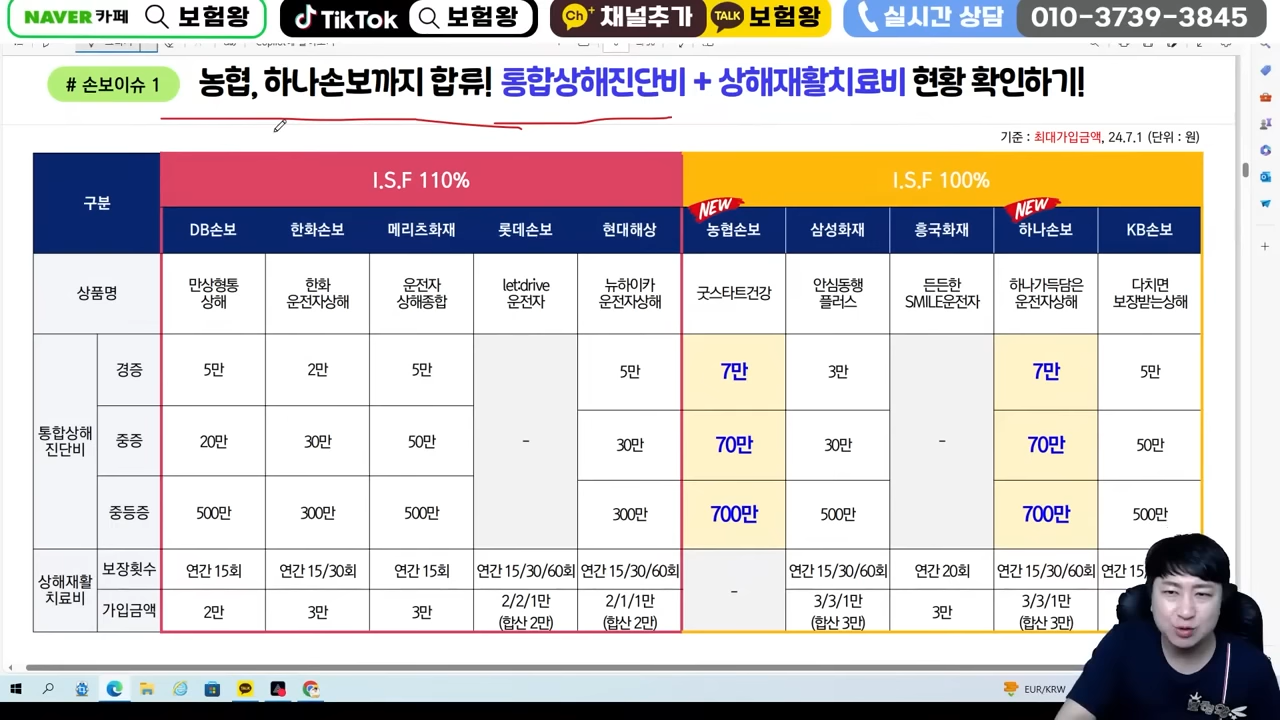 NAVER 카페 보험왕 TikTok 보험왕 Ch+ 채널추가 TALK 보험왕 실시간 상담 010-3739-3845
# 손보이슈 1 농협, 하나손보까지 합류! 통합상해진단비 + 상해재활치료비 현황 확인하기!
기준 : 최대가입금액, 24.7.1 (단위 : 원)
구분 I.S.F 110% I.S.F 100%
NEW NEW
DB손보 한화손보 메리츠화재 롯데손보 현대해상 농협손보 삼성화재 흥국화재 하나손보 KB손보
상품명 만상형통 상해 한화 운전자상해 운전자 상해종합 let:drive 운전자 뉴하이카 운전자상해 굿스타트건강 안심동행 플러스 든든한 SMILE운전자 하나가득담은 운전자상해 다치면 보장받는상해
통합상해 진단비
경증 5만 2만 5만 - 5만 7만 3만 - 7만 5만
중증 20만 30만 50만 30만 70만 30만 70만 50만
중등증 500만 300만 500만 300만 700만 500만 700만 500만
상해재활 치료비
보장횟수 연간 15회 연간 15/30회 연간 15회 연간 15/30/60회 연간 15/30/60회 - 연간 15/30/60회 연간 20회 연간 15/30/60회 연간
가입금액 2만 3만 3만 2/2/1만 (합산 2만) 2/1/1만 (합산 2만) 3/3/1만 (합산 3만) 3만 3/3/1만 (합산 3만)
EUR/KRW